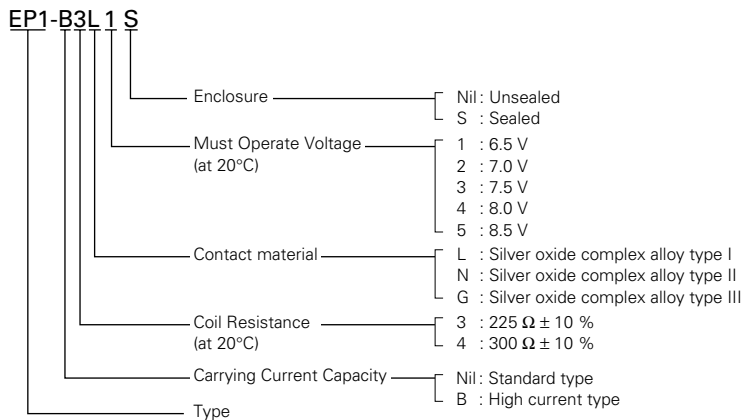 EP1-B3L1S
Enclosure
Nil : Unsealed
S : Sealed
Must Operate Voltage
(at 20°C)
1 : 6.5 V
2 : 7.0 V
3 : 7.5 V
4 : 8.0 V
5 : 8.5 V
Contact material
L : Silver oxide complex alloy type I
N : Silver oxide complex alloy type II
G : Silver oxide complex alloy type III
Coil Resistance
(at 20°C)
3 : 225 Ω ± 10 %
4 : 300 Ω ± 10 %
Carrying Current Capacity
Nil : Standard type
B : High current type
Type